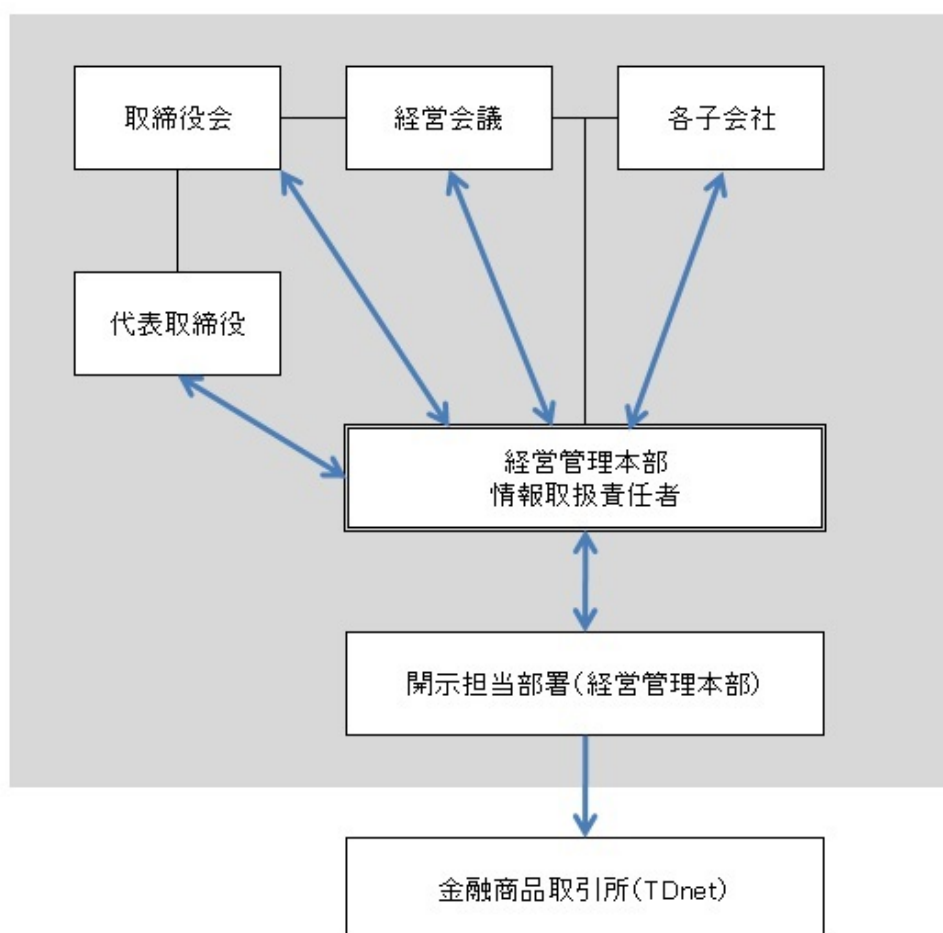 取締役会
経営会議
各子会社
代表取締役
経営管理本部
情報取扱責任者
開示担当部署(経営管理本部)
金融商品取引所(TDnet)